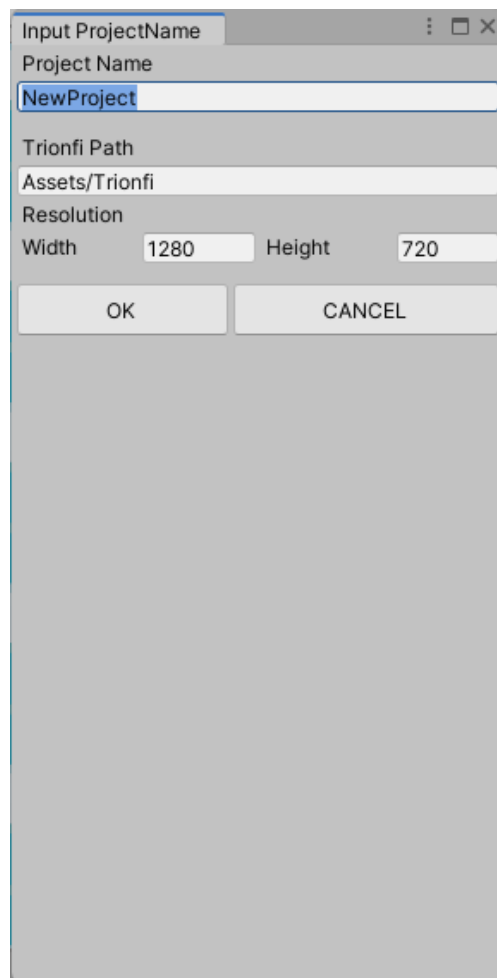 Input ProjectName
Project Name
NewProject
Trionfi Path
Assets/Trionfi
Resolution
Width 1280 Height 720
OK CANCEL